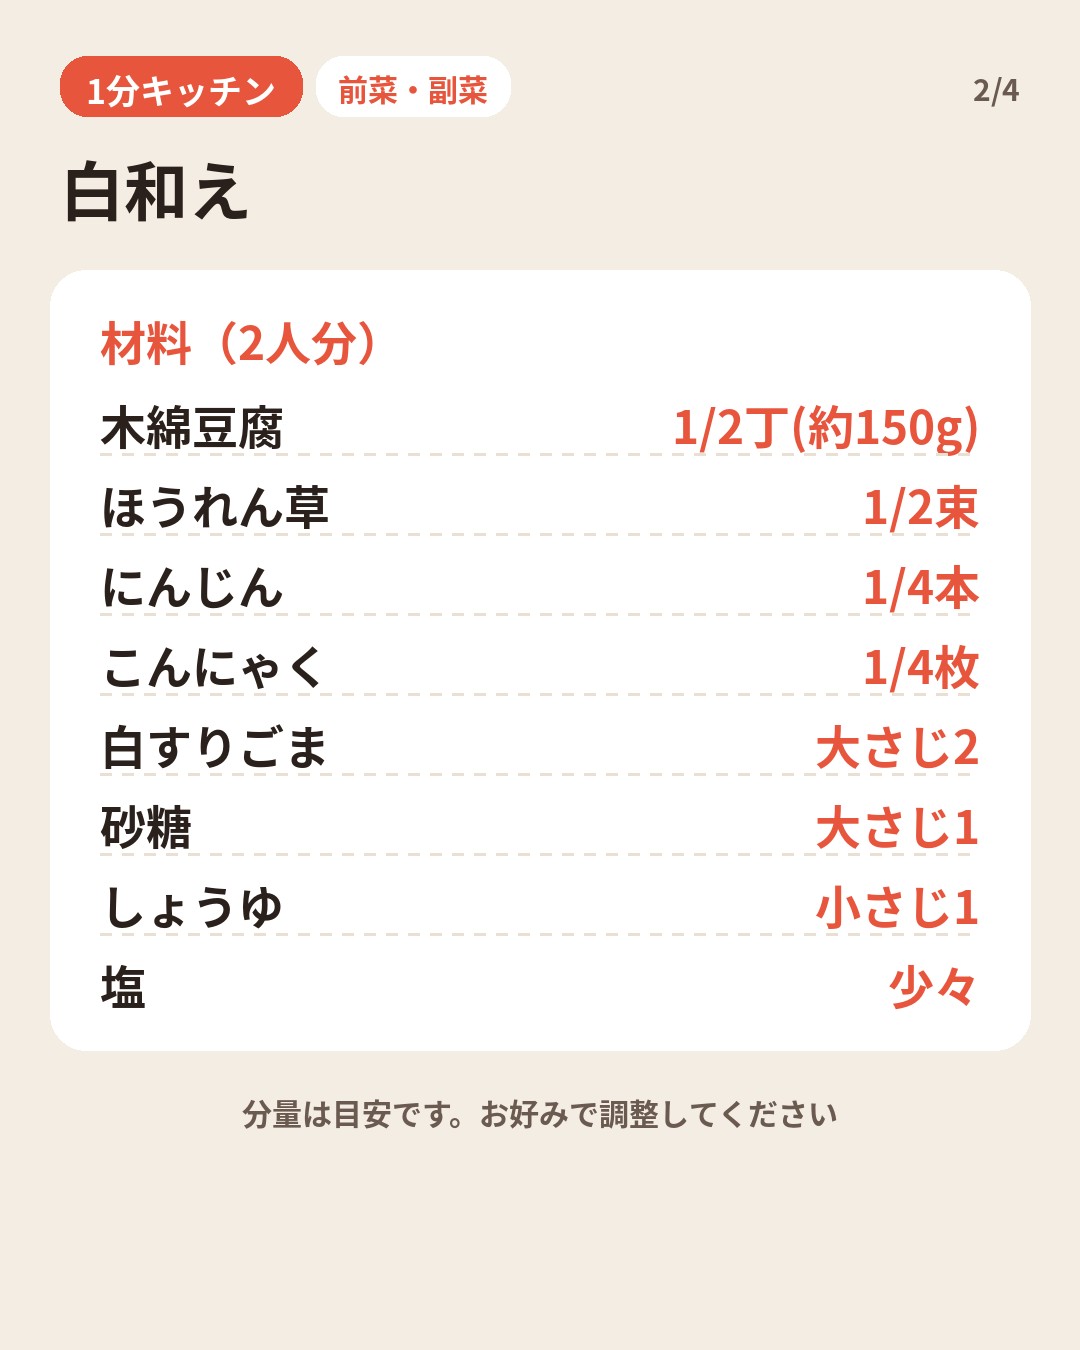 1分キッチン 前菜・副菜 2/4
白和え
材料（2人分）
木綿豆腐 1/2丁(約150g)
ほうれん草 1/2束
にんじん 1/4本
こんにゃく 1/4枚
白すりごま 大さじ2
砂糖 大さじ1
しょうゆ 小さじ1
塩 少々
分量は目安です。お好みで調整してください